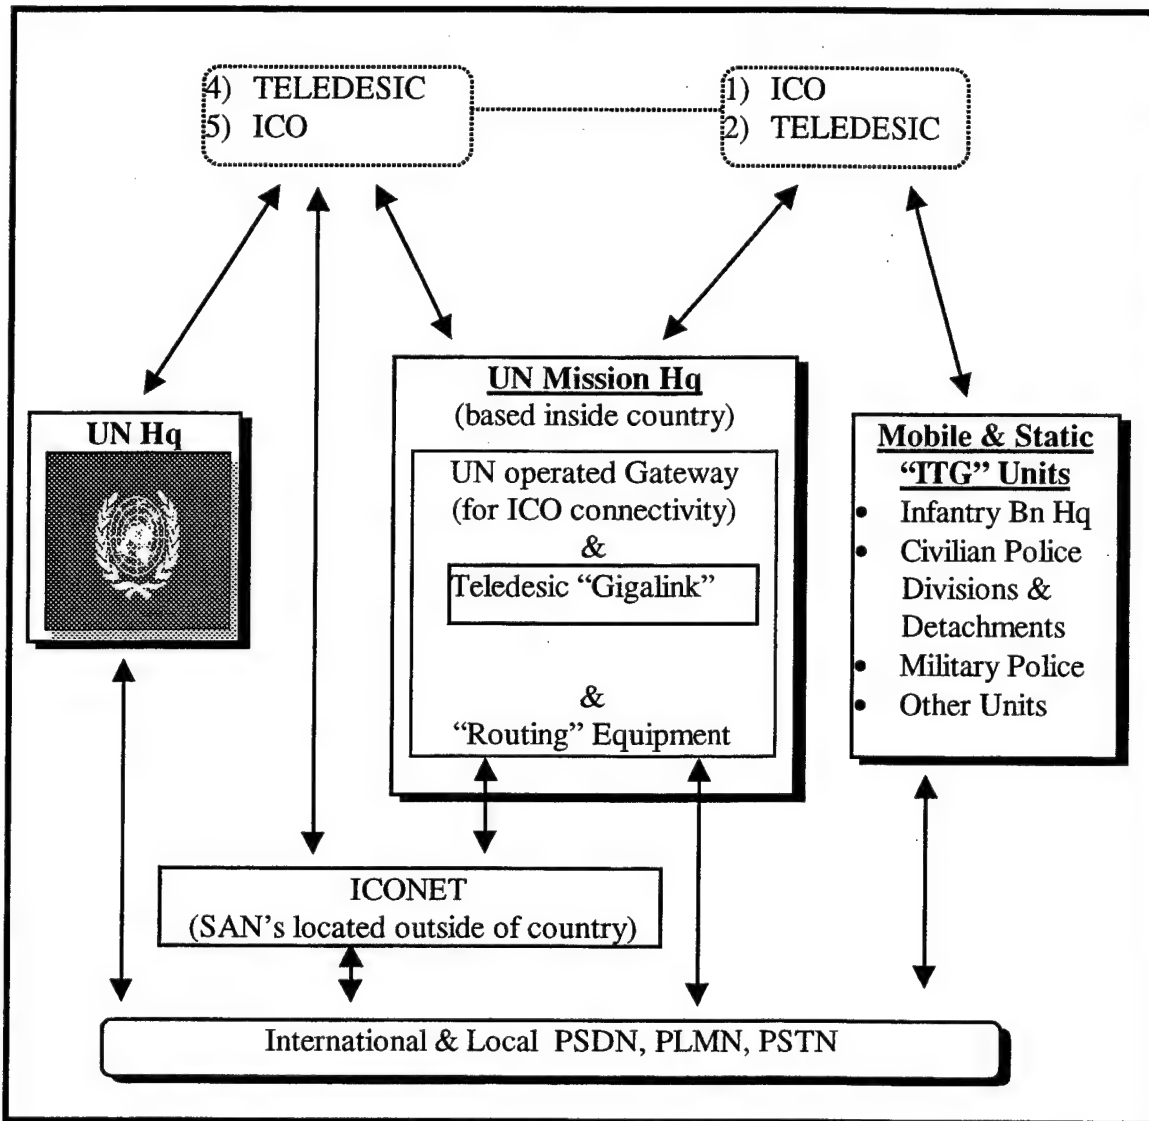 4) TELEDESIC
5) ICO
1) ICO
2) TELEDESIC
UN Hq
UN Mission Hq
(based inside country)
UN operated Gateway
(for ICO connectivity)
&
Teledesic “Gigalink”
&
“Routing” Equipment
Mobile & Static
“ITG” Units
• Infantry Bn Hq
• Civilian Police
Divisions &
Detachments
• Military Police
• Other Units
ICONET
(SAN's located outside of country)
International & Local PSDN, PLMN, PSTN